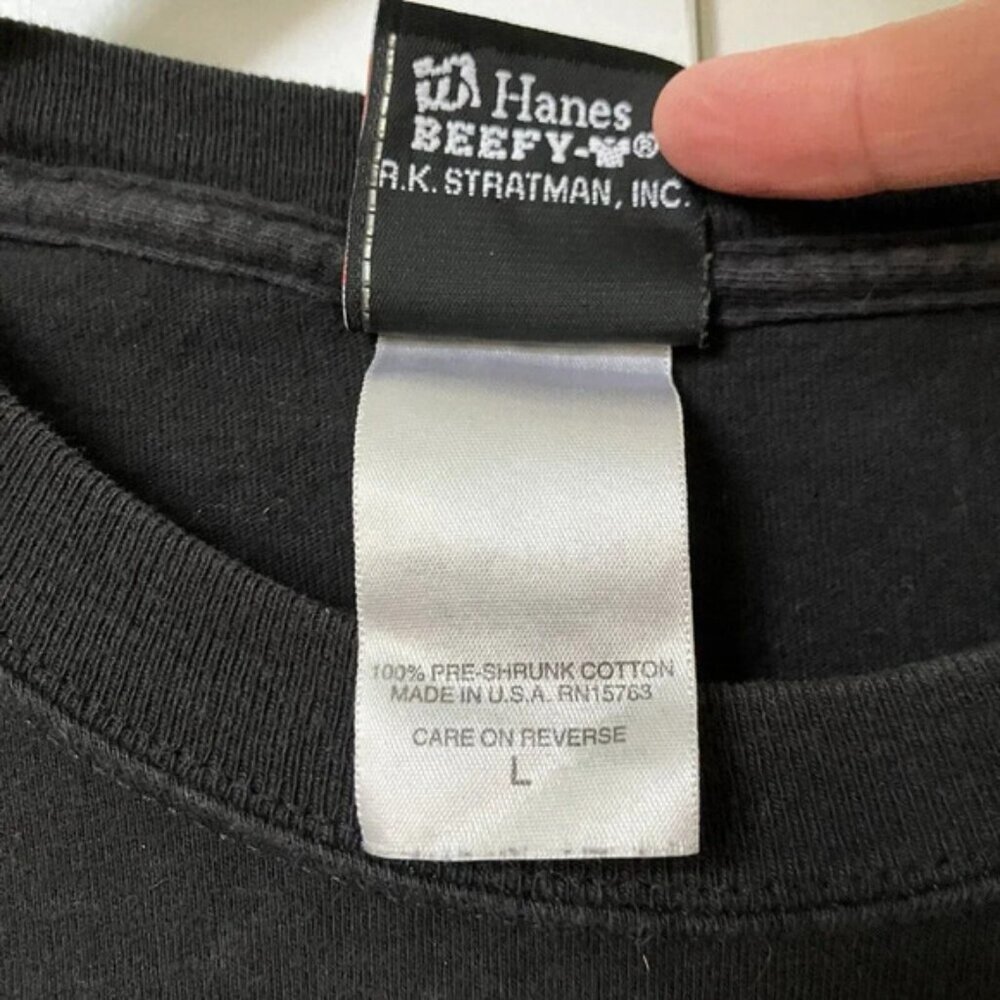 Hanes
BEEFY-T®
R.K. STRATMAN, INC.
100% PRE-SHRUNK COTTON
MADE IN U.S.A. RN15763
CARE ON REVERSE
L